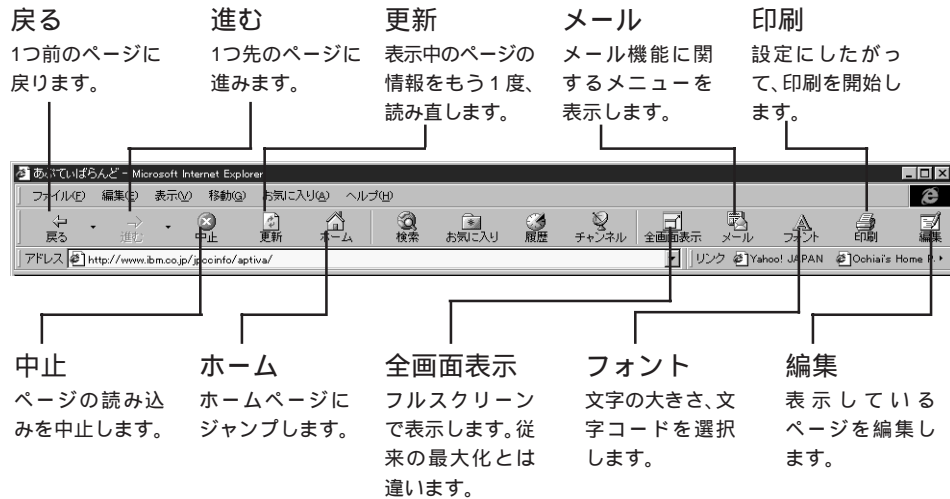 戻る
1つ前のページに
戻ります。
進む
1つ先のページに
進みます。
更新
表示中のページの
情報をもう1度、
読み直します。
メール
メール機能に関
するメニューを
表示します。
印刷
設定にしたがっ
て、印刷を開始し
ます。
あぷてぃばらんど - Microsoft Internet Explorer
ファイル(F) 編集(E) 表示(V) 移動(G) お気に入り(A) ヘルプ(H)
戻る 進む 中止 更新 ホーム 検索 お気に入り 履歴 チャンネル 全画面表示 メール フォント 印刷 編集
アドレス http://www.ibm.co.jp/jpccinfo/aptiva/ リンク Yahoo! JAPAN Ochiai's Home P.
中止
ページの読み込
みを中止します。
ホーム
ホームページに
ジャンプします。
全画面表示
フルスクリーン
で表示します。従
来の最大化とは
違います。
フォント
文字の大きさ、文
字コードを選択
します。
編集
表示している
ページを編集し
ます。